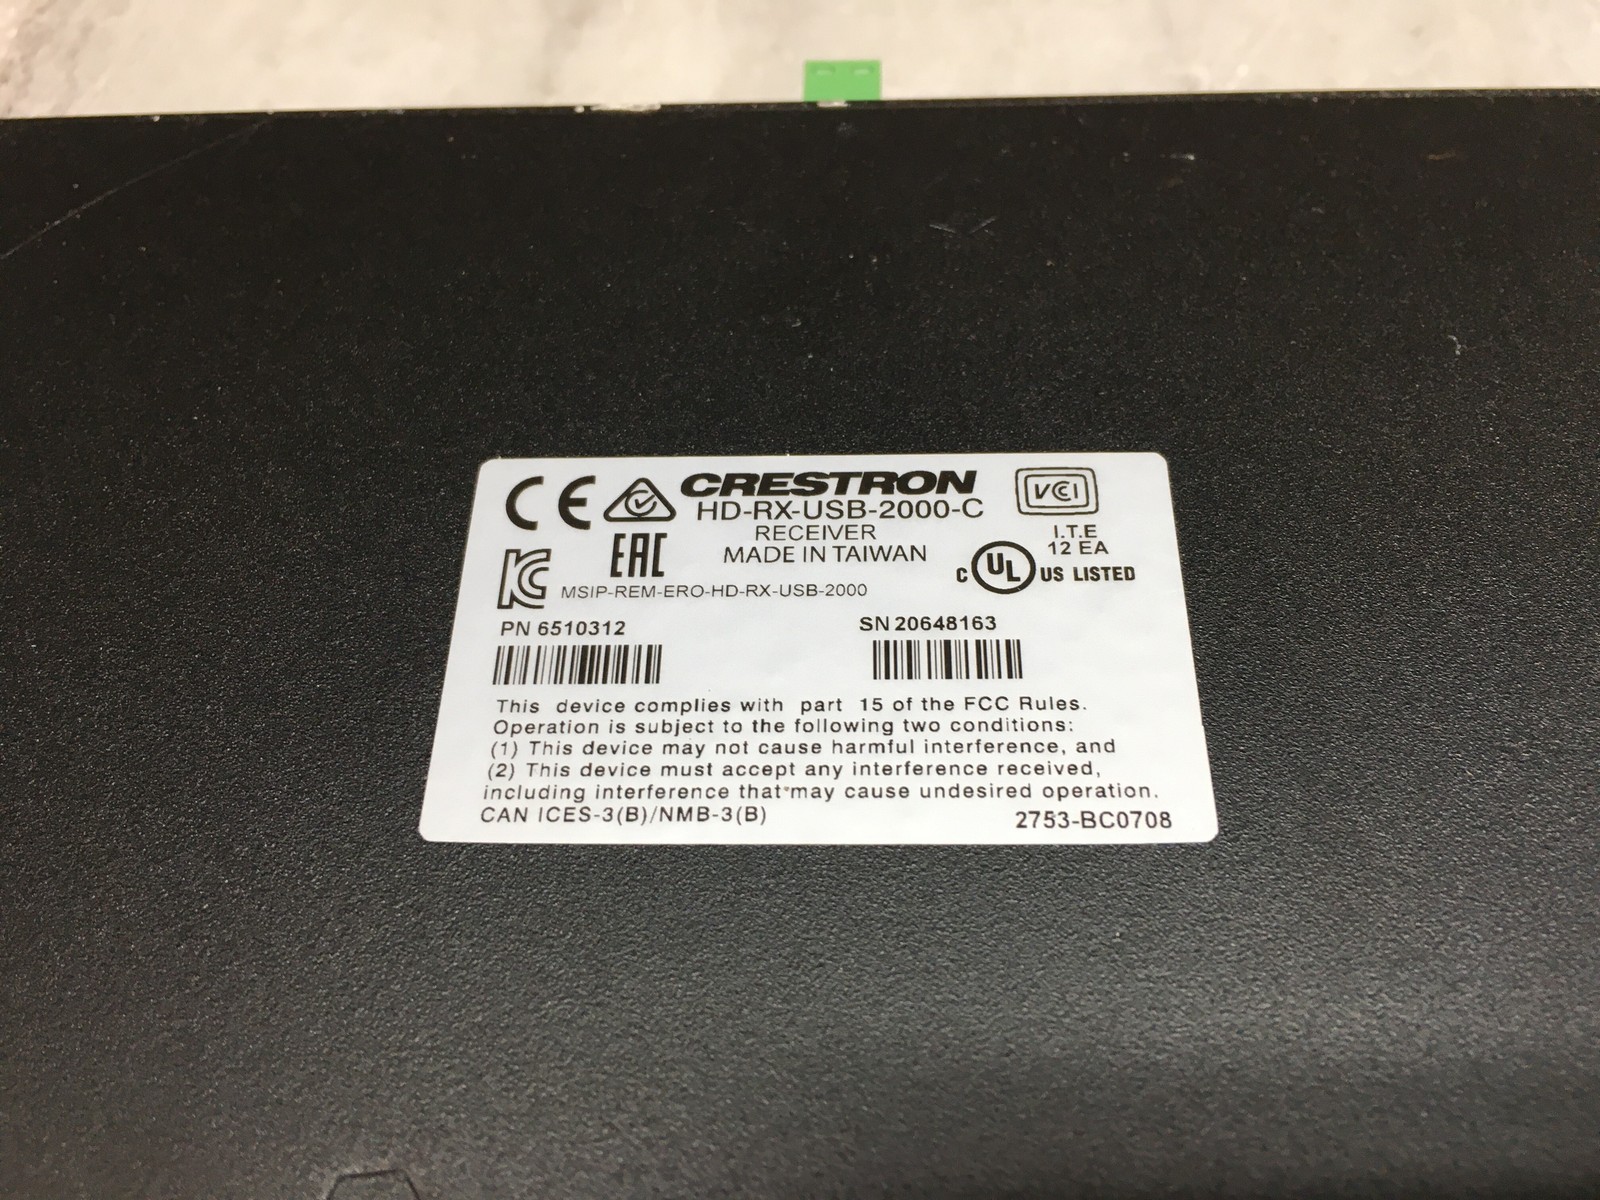 CE CRESTRON VCI
HD-RX-USB-2000-C
RECEIVER I.T.E
EAC MADE IN TAIWAN 12 EA
KC C UL US LISTED
MSIP-REM-ERO-HD-RX-USB-2000
PN 6510312 SN 20648163
This device complies with part 15 of the FCC Rules.
Operation is subject to the following two conditions:
(1) This device may not cause harmful interference, and
(2) This device must accept any interference received,
including interference that may cause undesired operation.
CAN ICES-3(B)/NMB-3(B) 2753-BC0708